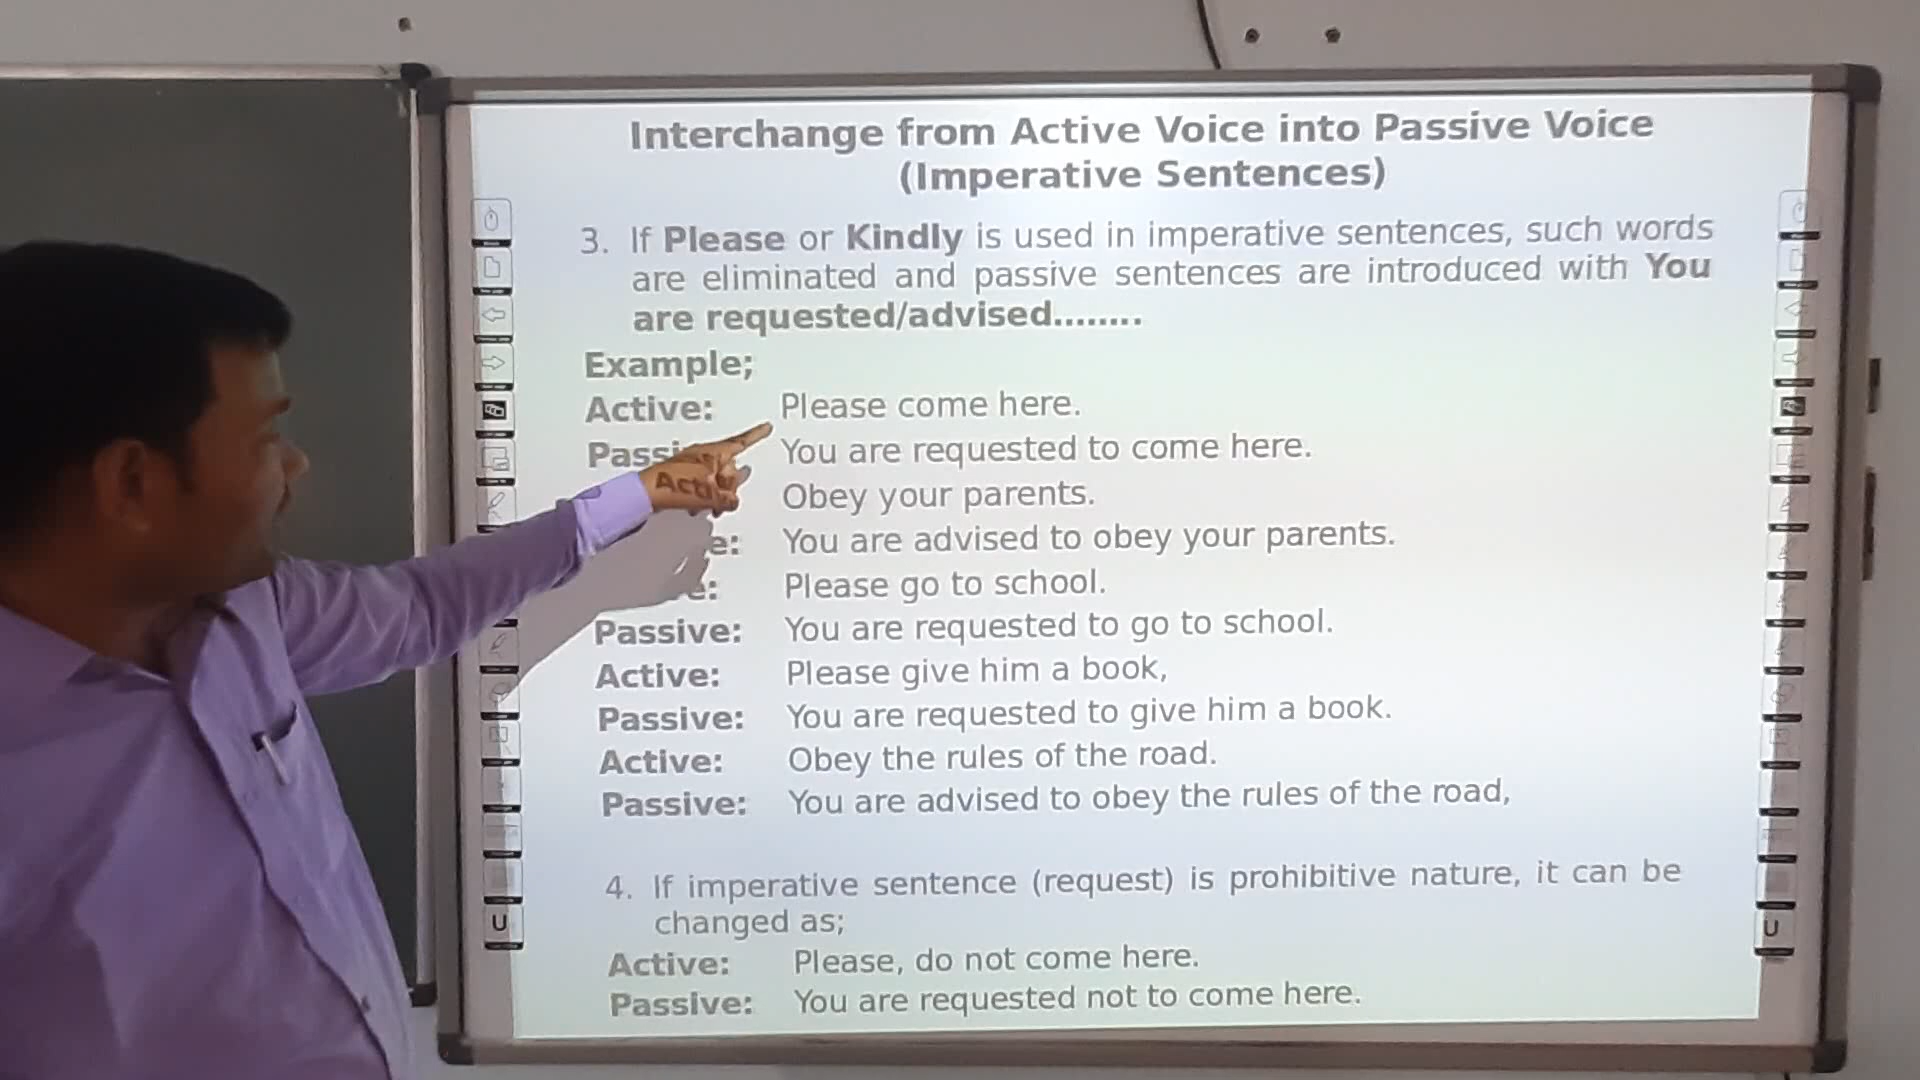 Interchange from Active Voice into Passive Voice
(Imperative Sentences)
3. If Please or Kindly is used in imperative sentences, such words
are eliminated and passive sentences are introduced with You
are requested/advised........
Example;
Active: Please come here.
You are requested to come here.
Obey your parents.
You are advised to obey your parents.
Please go to school.
Passive: You are requested to go to school.
Active: Please give him a book,
Passive: You are requested to give him a book.
Active: Obey the rules of the road.
Passive: You are advised to obey the rules of the road,
4. If imperative sentence (request) is prohibitive nature, it can be
changed as;
Active: Please, do not come here.
Passive: You are requested not to come here.